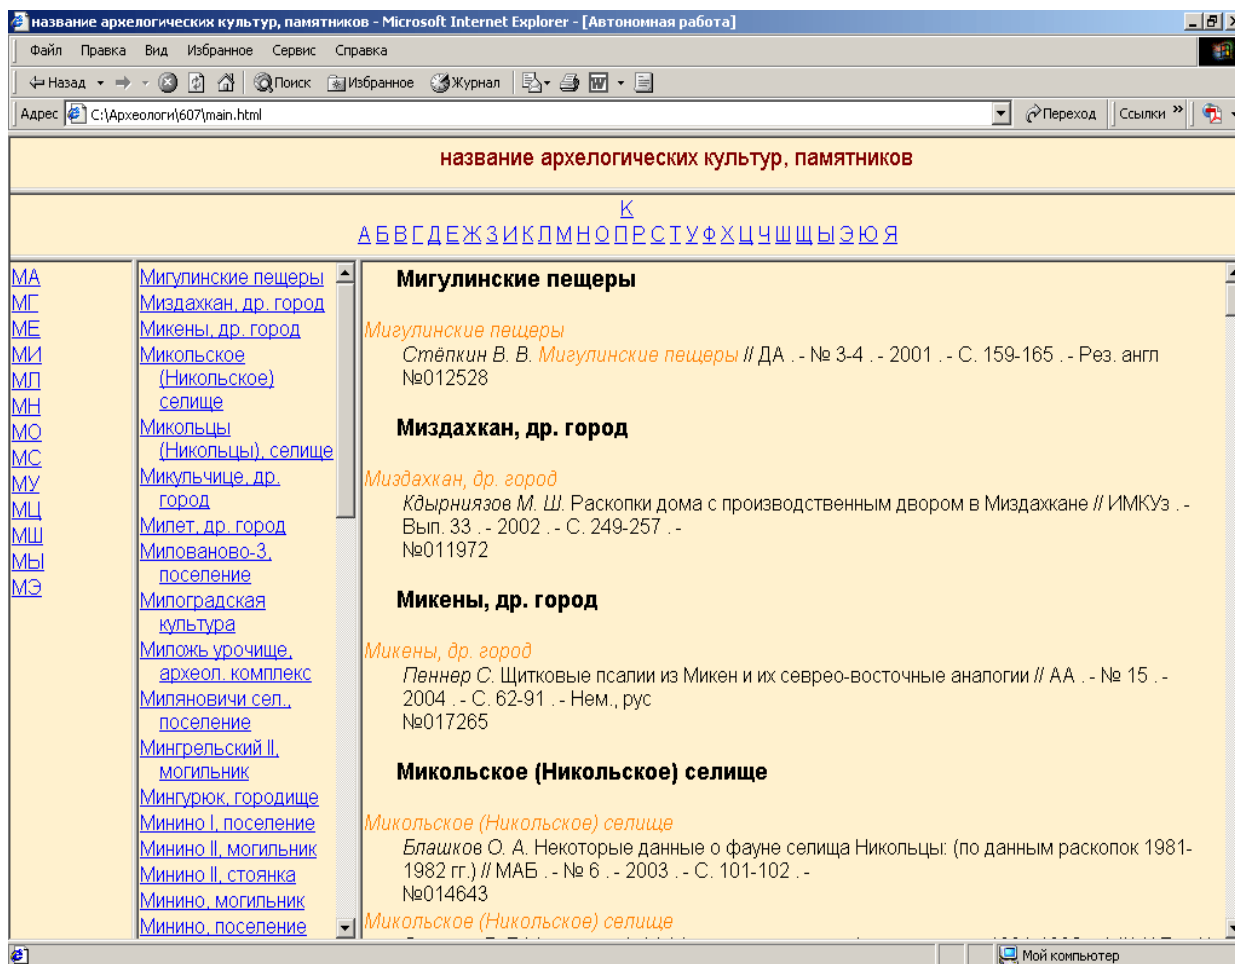 название архелогических культур, памятников - Microsoft Internet Explorer - [Автономная работа]
Файл Правка Вид Избранное Сервис Справка
Назад Поиск Избранное Журнал
Адрес C:\Археологи\607\main.html Переход Ссылки »
название архелогических культур, памятников
К
А Б В Г Д Е Ж З И К Л М Н О П Р С Т У Ф Х Ц Ч Ш Щ Ы Э Ю Я
МА
МГ
МЕ
МИ
МЛ
МН
МО
МС
МУ
МЦ
МШ
МЫ
МЭ
Мигулинские пещеры
Миздахкан, др. город
Микены, др. город
Микольское
(Никольское)
селище
Микольцы
(Никольцы), селище
Микульчице, др.
город
Милет, др. город
Милованово-3,
поселение
Милоградская
культура
Миложь урочище,
археол. комплекс
Миляновичи сел.,
поселение
Мингрельский II,
могильник
Мингурюк, городище
Минино I, поселение
Минино II, могильник
Минино II, стоянка
Минино, могильник
Минино, поселение
Мигулинские пещеры
Мигулинские пещеры
Стёпкин В. В. Мигулинские пещеры // ДА . - № 3-4 . - 2001 . - С. 159-165 . - Рез. англ
№012528
Миздахкан, др. город
Миздахкан, др. город
Кдырниязов М. Ш. Раскопки дома с производственным двором в Миздахкане // ИМКУз . -
Вып. 33 . - 2002 . - С. 249-257 . -
№011972
Микены, др. город
Микены, др. город
Пеннер С. Щитковые псалии из Микен и их севрео-восточные аналогии // АА . - № 15 . -
2004 . - С. 62-91 . - Нем., рус
№017265
Микольское (Никольское) селище
Микольское (Никольское) селище
Блашков О. А. Некоторые данные о фауне селища Никольцы: (по данным раскопок 1981-
1982 гг.) // МАБ . - № 6 . - 2003 . - С. 101-102 . -
№014643
Микольское (Никольское) селище
Мой компьютер